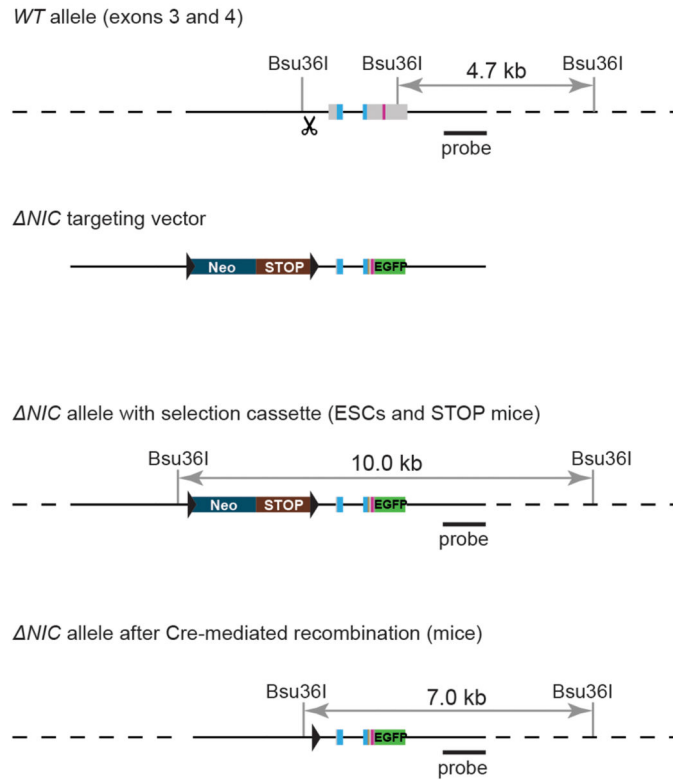 WT allele (exons 3 and 4)
Bsu36I Bsu36I 4.7 kb Bsu36I
probe
ΔNIC targeting vector
Neo STOP EGFP
ΔNIC allele with selection cassette (ESCs and STOP mice)
Bsu36I 10.0 kb Bsu36I
Neo STOP EGFP
probe
ΔNIC allele after Cre-mediated recombination (mice)
Bsu36I 7.0 kb Bsu36I
EGFP
probe